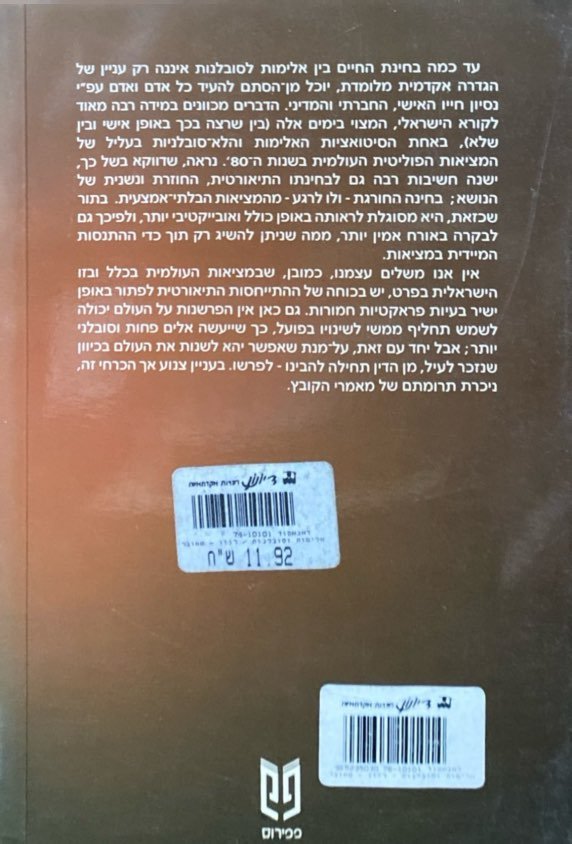 עד כמה בחינת החיים בין אלימות לסובלנות איננה רק עניין של
הגדרה אקדמית מלומדת, יוכל מן־הסתם להעיד כל אדם ואדם עפ״י
נסיון חייו האישי, החברתי והמדיני. הדברים מכוונים במידה רבה מאוד
לקורא הישראלי, המצוי בימים אלה (בין שרצה בכך באופן אישי ובין
שלא), באחת הסיטואציות האלימות והלא־סובלניות בעליל של
המציאות הפוליטית העולמית בשנות ה־80'. נראה, שדווקא בשל כך,
ישנה חשיבות רבה גם לבחינתו התיאורטית, החוזרת ונשנית של
הנושא; בחינה החורגת - ולו לרגע - מהמציאות הבלתי־אמצעית. בתור
שכזאת, היא מסוגלת לראותה באופן כולל ואובייקטיבי יותר, ולפיכך גם
לבקרה באורח אמין יותר, ממה שניתן להשיג רק תוך כדי ההתנסות
המיידית במציאות.
אין אנו משלים עצמנו, כמובן, שבמציאות העולמית בכלל ובזו
הישראלית בפרט, יש בכוחה של ההתייחסות התיאורטית לפתור באופן
ישיר בעיות פראקטיות חמורות. גם כאן אין הפרשנות על העולם יכולה
לשמש תחליף ממשי לשינויו בפועל, כך שייעשה אלים פחות וסובלני
יותר; אבל יחד עם זאת, על־מנת שאפשר יהא לשנות את העולם בכיוון
שנזכר לעיל, מן הדין תחילה להבינו - לפרשו. בעניין צנוע אך הכרחי זה,
ניכרת תרומתם של מאמרי הקובץ.
דיונון חברות אקדמאיות
76-10101
11.92 ש"ח
דיונון
76-10101
פפירוס